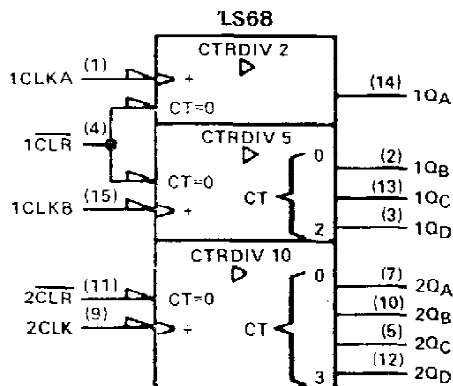 'LS68
CTRDIV 2
1CLKA (1) +
(14) 1QA
CT=0
1CLR (4)
CTRDIV 5
0
(2) 1QB
CT=0
CT
(13) 1QC
1CLKB (15) +
2
(3) 1QD
CTRDIV 10
0
(7) 2QA
2CLR (11) CT=0
(10) 2QB
2CLK (9) +
CT
(5) 2QC
3
(12) 2QD